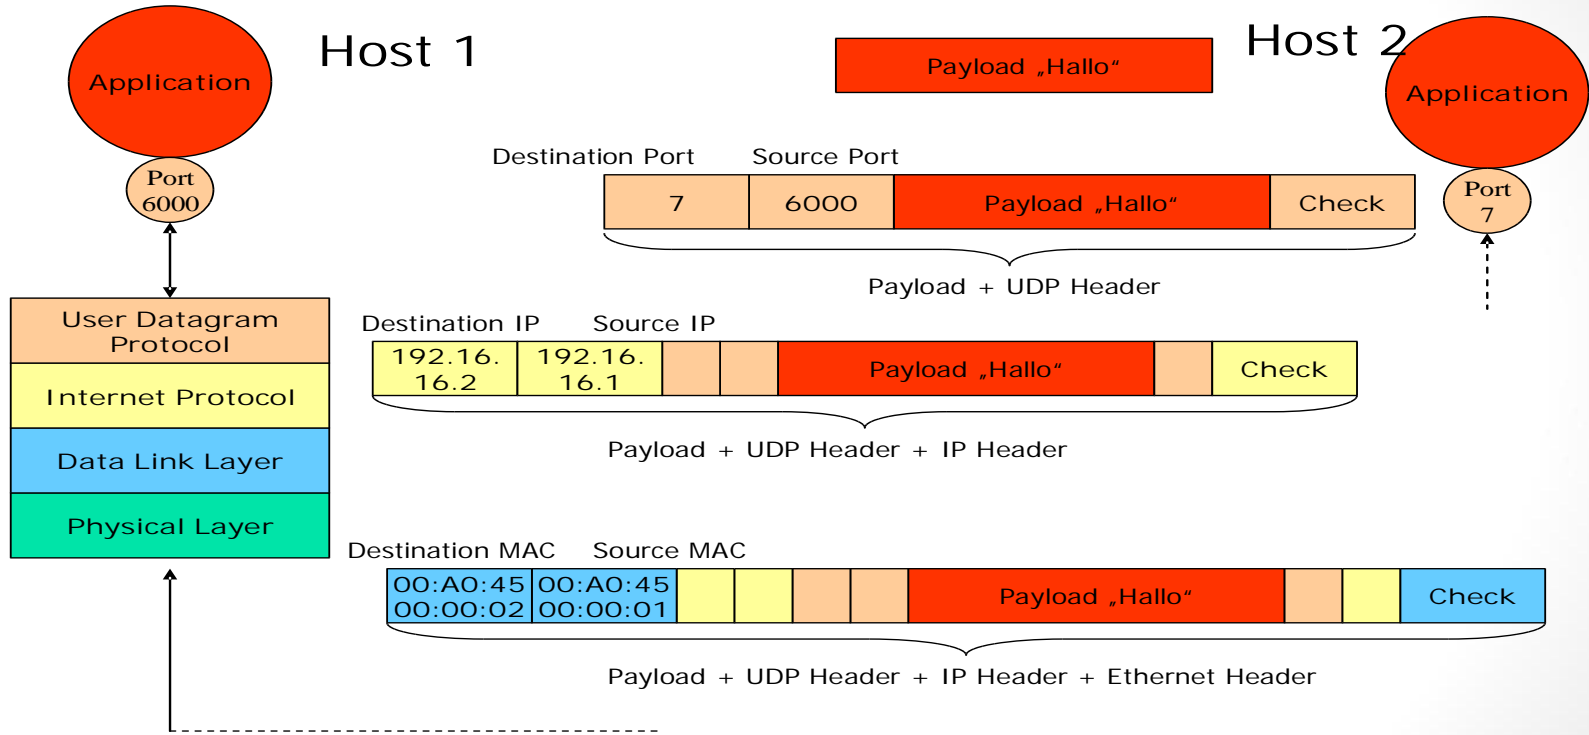 Host 1
Host 2
Application
Payload „Hallo“
Application
Destination Port
Source Port
Port
6000
7
6000
Payload „Hallo“
Check
Port
7
Payload + UDP Header
User Datagram
Protocol
Internet Protocol
Data Link Layer
Physical Layer
Destination IP
Source IP
192.16.
16.2
192.16.
16.1
Payload „Hallo“
Check
Payload + UDP Header + IP Header
Destination MAC
Source MAC
00:A0:45
00:00:02
00:A0:45
00:00:01
Payload „Hallo“
Check
Payload + UDP Header + IP Header + Ethernet Header